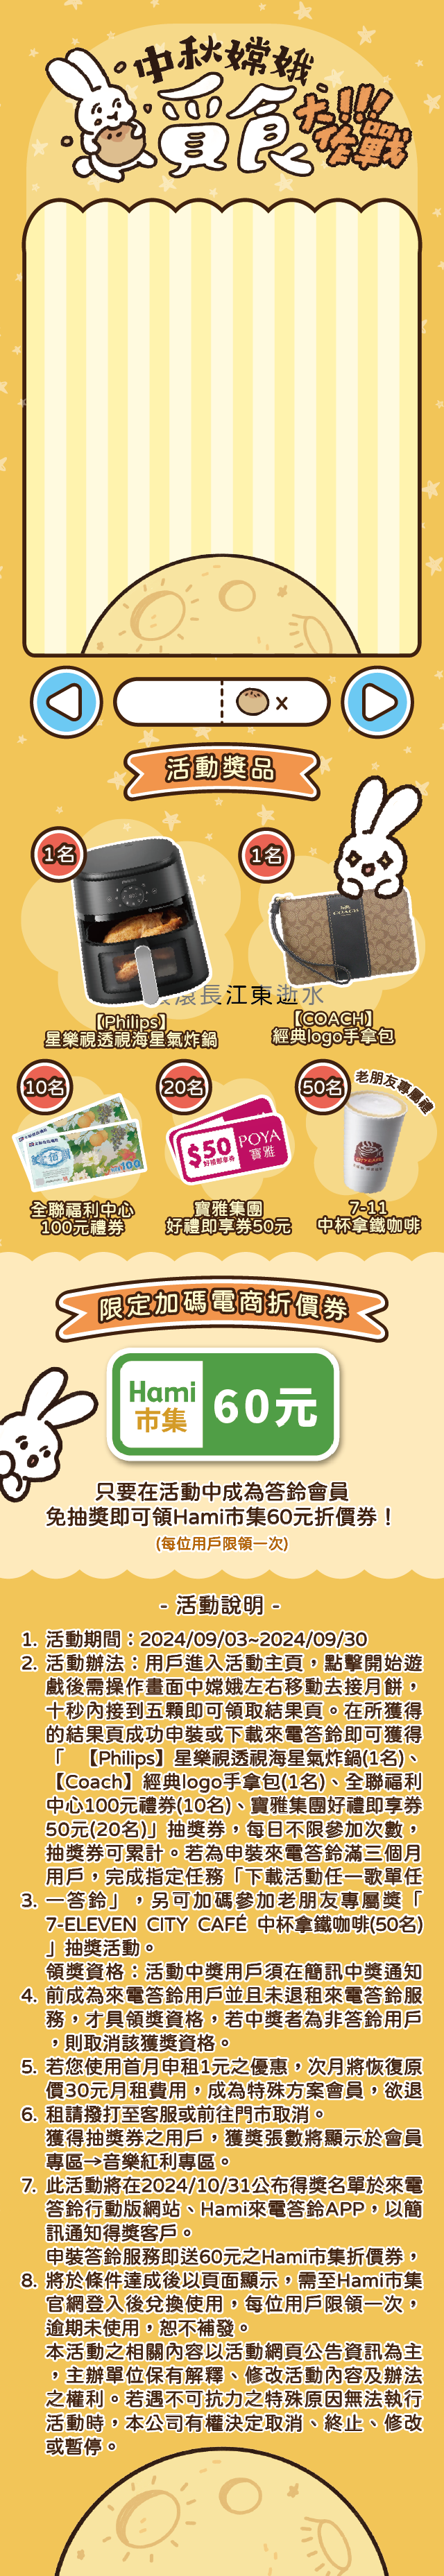 中秋嫦娥
覓食
大作戰!!!
x
活動獎品
1名
1名
COACH
滾長江東逝水
【Philips】
星樂視透視海星氣炸鍋
【COACH】
經典logo手拿包
10名
20名
50名
老朋友專屬禮
100
$50
好禮即享券
POYA
寶雅
全聯福利中心
100元禮券
寶雅集團
好禮即享券50元
7-11
中杯拿鐵咖啡
限定加碼電商折價券
Hami
市集
60元
只要在活動中成為答鈴會員
免抽獎即可領Hami市集60元折價券！
(每位用戶限領一次)
- 活動說明 -
1. 活動期間：2024/09/03~2024/09/30
2. 活動辦法：用戶進入活動主頁，點擊開始遊
戲後需操作畫面中嫦娥左右移動去接月餅，
十秒內接到五顆即可領取結果頁。在所獲得
的結果頁成功申裝或下載來電答鈴即可獲得
「 【Philips】星樂視透視海星氣炸鍋(1名)、
【Coach】經典logo手拿包(1名)、全聯福利
中心100元禮券(10名)、寶雅集團好禮即享券
50元(20名)」抽獎券，每日不限參加次數，
抽獎券可累計。若為申裝來電答鈴滿三個月
用戶，完成指定任務「下載活動任一歌單任
3. 一答鈴」，另可加碼參加老朋友專屬獎「
7-ELEVEN CITY CAFÉ 中杯拿鐵咖啡(50名)
」抽獎活動。
領獎資格：活動中獎用戶須在簡訊中獎通知
4. 前成為來電答鈴用戶並且未退租來電答鈴服
務，才具領獎資格，若中獎者為非答鈴用戶
，則取消該獲獎資格。
5. 若您使用首月申租1元之優惠，次月將恢復原
價30元月租費用，成為特殊方案會員，欲退
6. 租請撥打至客服或前往門市取消。
獲得抽獎券之用戶，獲獎張數將顯示於會員
專區→音樂紅利專區。
7. 此活動將在2024/10/31公布得獎名單於來電
答鈴行動版網站、Hami來電答鈴APP，以簡
訊通知得獎客戶。
申裝答鈴服務即送60元之Hami市集折價券，
8. 將於條件達成後以頁面顯示，需至Hami市集
官網登入後兌換使用，每位用戶限領一次，
逾期未使用，恕不補發。
本活動之相關內容以活動網頁公告資訊為主
，主辦單位保有解釋、修改活動內容及辦法
之權利。若遇不可抗力之特殊原因無法執行
活動時，本公司有權決定取消、終止、修改
或暫停。